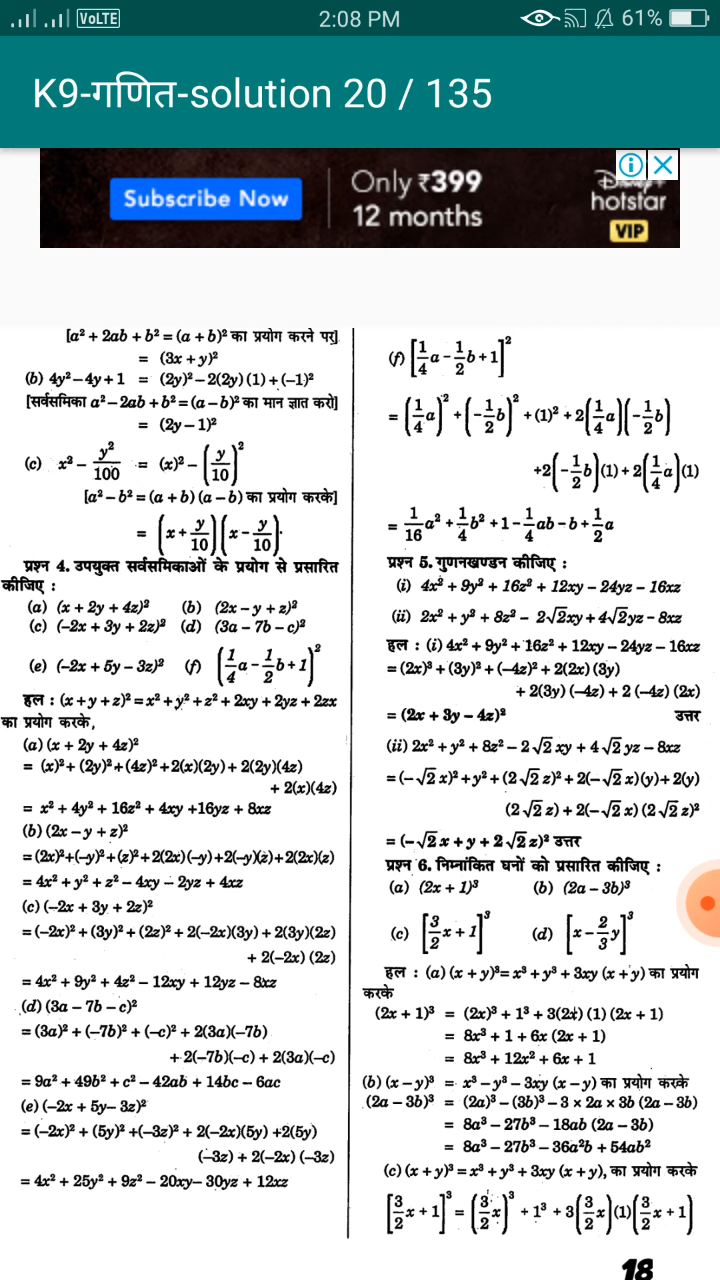 VoLTE 2:08 PM 61%
K9-गणित-solution 20 / 135
Subscribe Now
Only ₹399
12 months
Disney+
hotstar
VIP
[a² + 2ab + b² = (a + b)² का प्रयोग करने पर]
= (3x + y)²
(b) 4y² – 4y + 1 = (2y)² – 2(2y) (1) + (–1)²
[सर्वसमिका a² – 2ab + b² = (a – b)² का मान ज्ञात करो]
= (2y – 1)²
(c) x² – y²/100 = (x)² – (y/10)²
[a² – b² = (a + b) (a – b) का प्रयोग करके]
= (x + y/10)(x – y/10).
प्रश्न 4. उपयुक्त सर्वसमिकाओं के प्रयोग से प्रसारित
कीजिए :
(a) (x + 2y + 4z)² (b) (2x – y + z)²
(c) (–2x + 3y + 2z)² (d) (3a – 7b – c)²
(e) (–2x + 5y – 3z)² (f) (1/4 a – 1/2 b + 1)²
हल : (x + y + z)² = x² + y² + z² + 2xy + 2yz + 2zx
का प्रयोग करके,
(a) (x + 2y + 4z)²
= (x)² + (2y)² + (4z)² + 2(x)(2y) + 2(2y)(4z)
+ 2(x)(4z)
= x² + 4y² + 16z² + 4xy +16yz + 8xz
(b) (2x – y + z)²
= (2x)²+(–y)²+(z)²+2(2x)(–y)+2(–y)(z)+2(2x)(z)
= 4x² + y² + z² – 4xy – 2yz + 4xz
(c) (–2x + 3y + 2z)²
= (–2x)² + (3y)² + (2z)² + 2(–2x)(3y) + 2(3y)(2z)
+ 2(–2x) (2z)
= 4x² + 9y² + 4z² – 12xy + 12yz – 8xz
(d) (3a – 7b – c)²
= (3a)² + (–7b)² + (–c)² + 2(3a)(–7b)
+ 2(–7b)(–c) + 2(3a)(–c)
= 9a² + 49b² + c² – 42ab + 14bc – 6ac
(e) (–2x + 5y– 3z)²
= (–2x)² + (5y)² +(–3z)² + 2(–2x)(5y) +2(5y)
(–3z) + 2(–2x) (–3z)
= 4x² + 25y² + 9z² – 20xy– 30yz + 12xz
(f) [1/4 a – 1/2 b + 1]²
= (1/4 a)² + (–1/2 b)² + (1)² + 2(1/4 a)(–1/2 b)
+2(–1/2 b)(1) + 2(1/4 a)(1)
= 1/16 a² + 1/4 b² + 1 – 1/4 ab – b + 1/2 a
प्रश्न 5. गुणनखण्डन कीजिए :
(i) 4x² + 9y² + 16z² + 12xy – 24yz – 16xz
(ii) 2x² + y² + 8z² – 2√2xy + 4√2yz – 8xz
हल : (i) 4x² + 9y² + 16z² + 12xy – 24yz – 16xz
= (2x)² + (3y)² + (–4z)² + 2(2x) (3y)
+ 2(3y) (–4z) + 2 (–4z) (2x)
= (2x + 3y – 4z)² उत्तर
(ii) 2x² + y² + 8z² – 2√2 xy + 4√2 yz – 8xz
= (–√2 x)² + y² + (2√2 z)² + 2(–√2 x)(y) + 2(y)
(2√2 z) + 2(–√2 x) (2√2 z)²
= (–√2 x + y + 2√2 z)² उत्तर
प्रश्न 6. निम्नांकित घनों को प्रसारित कीजिए :
(a) (2x + 1)³ (b) (2a – 3b)³
(c) [3/2 x + 1]³ (d) [x – 2/3 y]³
हल : (a) (x + y)³ = x³ + y³ + 3xy (x + y) का प्रयोग
करके
(2x + 1)³ = (2x)³ + 1³ + 3(2x) (1) (2x + 1)
= 8x³ + 1 + 6x (2x + 1)
= 8x³ + 12x² + 6x + 1
(b) (x – y)³ = x³ – y³ – 3xy (x – y) का प्रयोग करके
(2a – 3b)³ = (2a)³ – (3b)³ – 3 × 2a × 3b (2a – 3b)
= 8a³ – 27b³ – 18ab (2a – 3b)
= 8a³ – 27b³ – 36a²b + 54ab²
(c) (x + y)³ = x³ + y³ + 3xy (x + y), का प्रयोग करके
[3/2 x + 1]³ = (3/2 x)³ + 1³ + 3(3/2 x)(1)(3/2 x + 1)
18